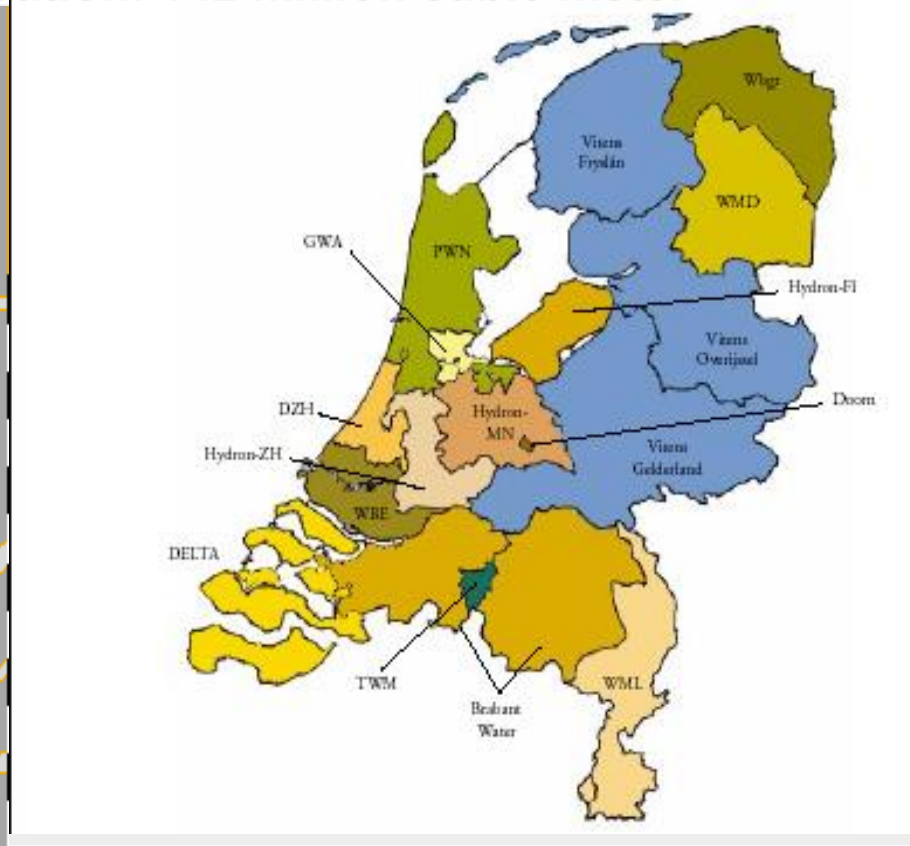 Wbgr
Vitens
Fryslân
WMD
GWA
PWN
Hydron-Fl
Vitens
Overijssel
DZH
Hydron-
MN
Doorn
Hydron-ZH
Vitens
Gelderland
WBE
DELTA
TWM
WML
Brabant
Water